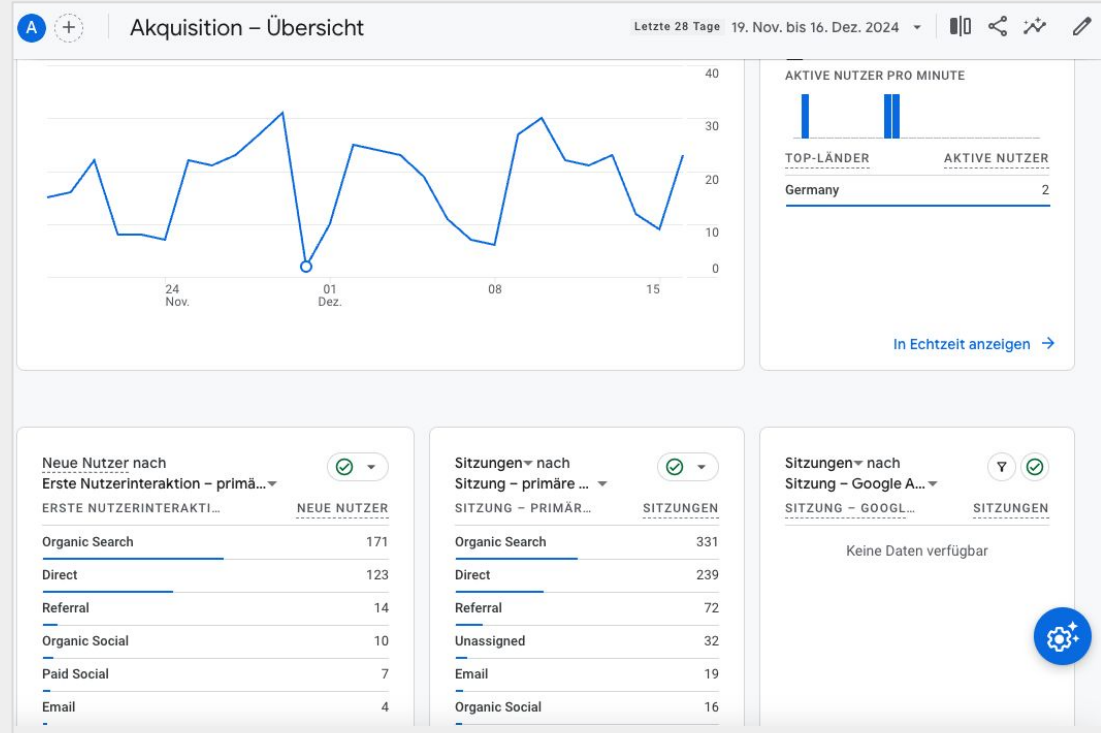 A
Akquisition – Übersicht
Letzte 28 Tage 19. Nov. bis 16. Dez. 2024
40
30
20
10
0
24
Nov.
01
Dez.
08
15
AKTIVE NUTZER PRO MINUTE
TOP-LÄNDER AKTIVE NUTZER
Germany 2
In Echtzeit anzeigen
Neue Nutzer nach
Erste Nutzerinteraktion – primä...
ERSTE NUTZERINTERAKTI... NEUE NUTZER
Organic Search 171
Direct 123
Referral 14
Organic Social 10
Paid Social 7
Email 4
Sitzungen nach
Sitzung – primäre ...
SITZUNG – PRIMÄR... SITZUNGEN
Organic Search 331
Direct 239
Referral 72
Unassigned 32
Email 19
Organic Social 16
Sitzungen nach
Sitzung – Google A...
SITZUNG – GOOGL... SITZUNGEN
Keine Daten verfügbar